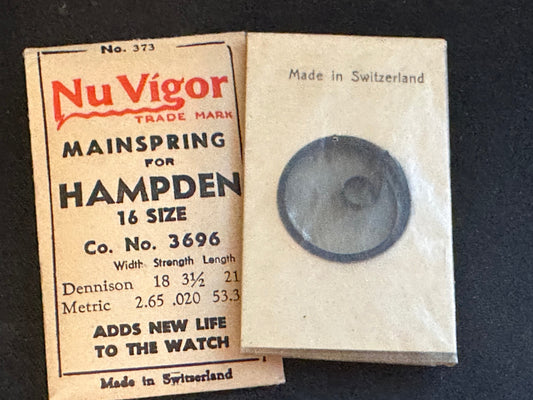 No. 373
Nu Vigor
TRADE MARK
MAINSPRING
FOR
HAMPDEN
16 SIZE
Co. No. 3696
Width Strength Length
Dennison 18 3½ 21
Metric 2.65 .020 53.3
ADDS NEW LIFE
TO THE WATCH
Made in Switzerland
Made in Switzerland